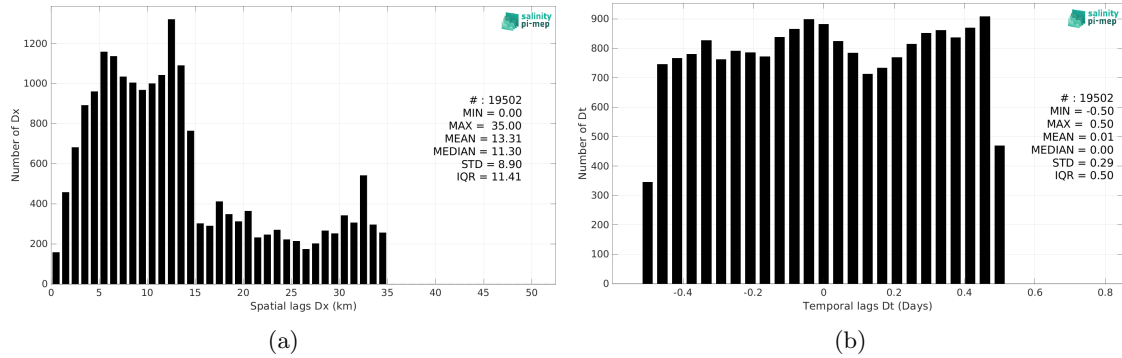 salinity
pi-mep
1200
1000
800
600
400
200
0
Number of Dx
# : 19502
MIN = 0.00
MAX = 35.00
MEAN = 13.31
MEDIAN = 11.30
STD = 8.90
IQR = 11.41
0 5 10 15 20 25 30 35 40 45 50
Spatial lags Dx (km)
(a)
salinity
pi-mep
900
800
700
600
500
400
300
200
100
0
Number of Dt
# : 19502
MIN = -0.50
MAX = 0.50
MEAN = 0.01
MEDIAN = 0.00
STD = 0.29
IQR = 0.50
-0.4 -0.2 0 0.2 0.4 0.6 0.8
Temporal lags Dt (Days)
(b)